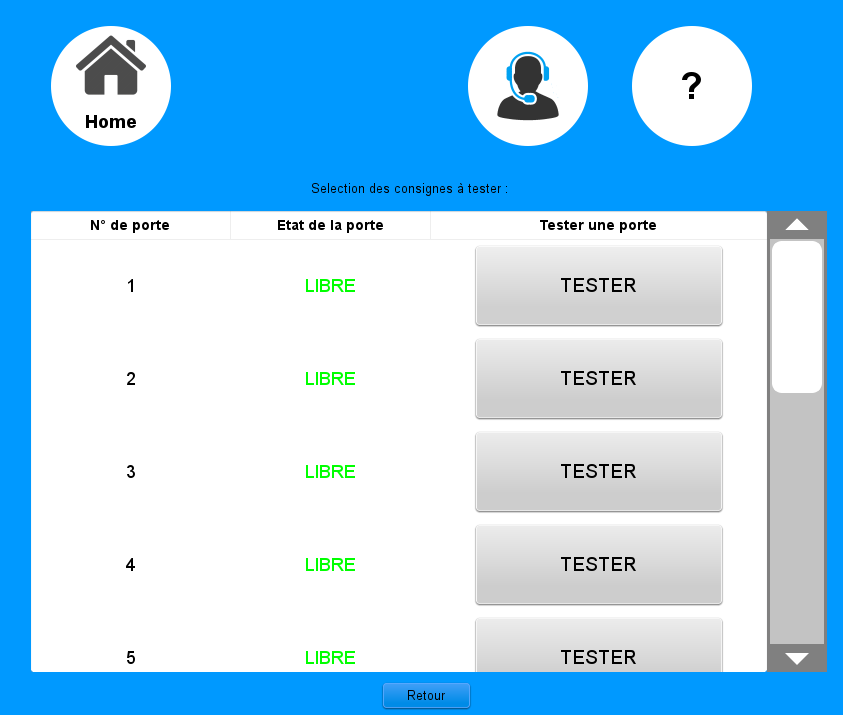 Home
?
Selection des consignes à tester :
N° de porte Etat de la porte Tester une porte
1 LIBRE TESTER
2 LIBRE TESTER
3 LIBRE TESTER
4 LIBRE TESTER
5 LIBRE TESTER
Retour